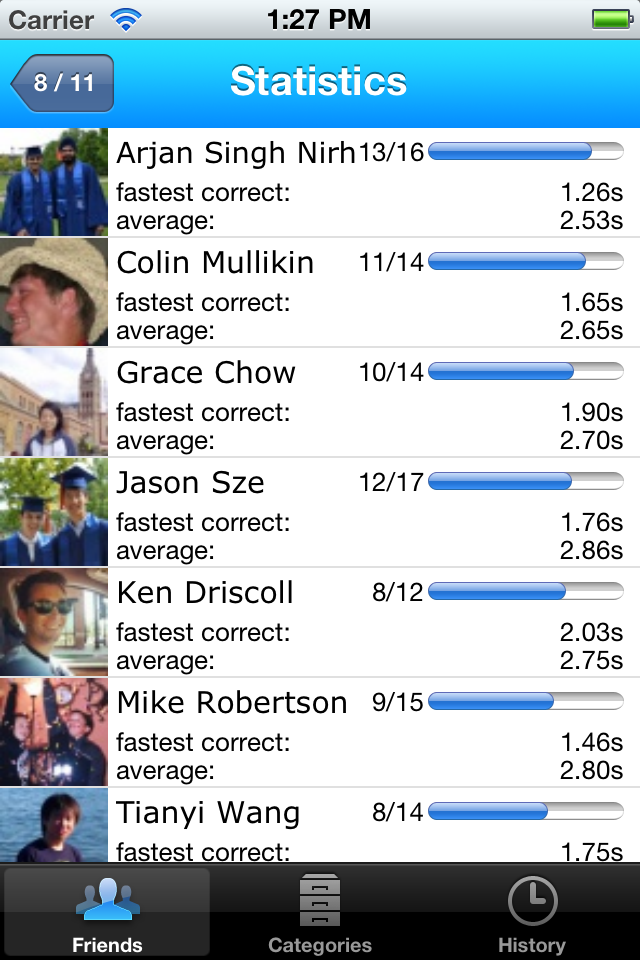 Carrier 1:27 PM
8 / 11 Statistics
Arjan Singh Nirh 13/16
fastest correct: 1.26s
average: 2.53s
Colin Mullikin 11/14
fastest correct: 1.65s
average: 2.65s
Grace Chow 10/14
fastest correct: 1.90s
average: 2.70s
Jason Sze 12/17
fastest correct: 1.76s
average: 2.86s
Ken Driscoll 8/12
fastest correct: 2.03s
average: 2.75s
Mike Robertson 9/15
fastest correct: 1.46s
average: 2.80s
Tianyi Wang 8/14
fastest correct: 1.75s
Friends Categories History